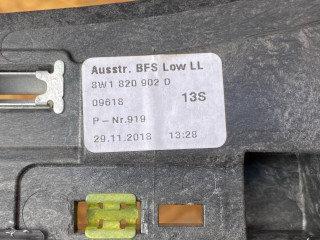 Ausstr. BFS Low LL
8W1 820 902 D
09618 13S
P-Nr.919
29.11.2018 13:28